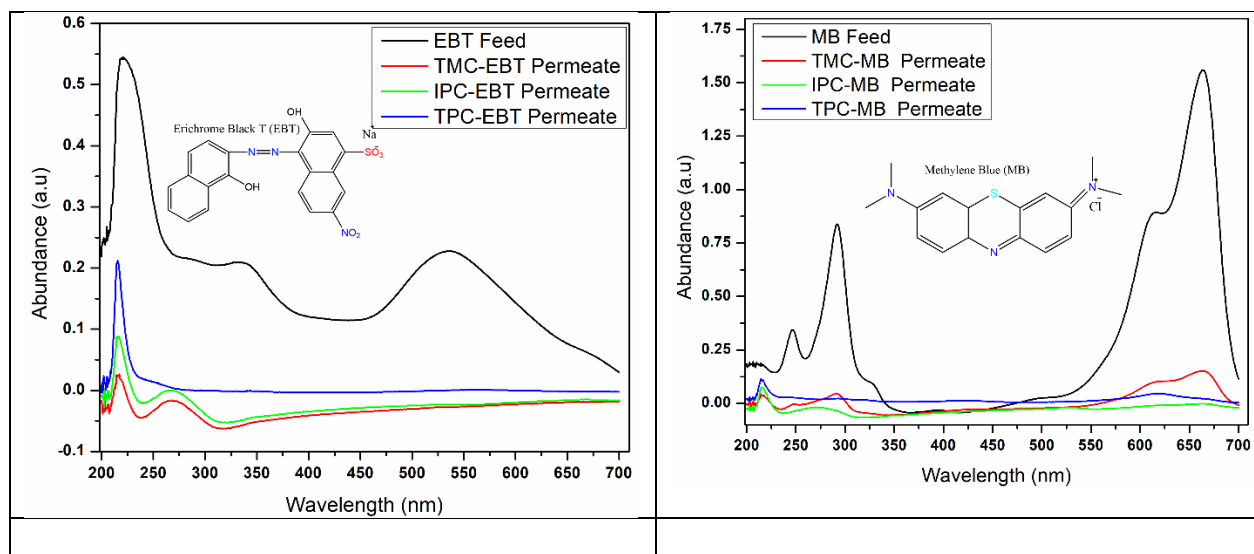 EBT Feed
TMC-EBT Permeate
IPC-EBT Permeate
TPC-EBT Permeate
Erichrome Black T (EBT)
OH
Na+
N
N
SO3-
OH
NO2
Abundance (a.u)
0.6
0.5
0.4
0.3
0.2
0.1
0.0
-0.1
200 250 300 350 400 450 500 550 600 650 700
Wavelength (nm)
MB Feed
TMC-MB Permeate
IPC-MB Permeate
TPC-MB Permeate
Methylene Blue (MB)
N
S
N+
Cl-
N
Abundance (a.u)
1.75
1.50
1.25
1.00
0.75
0.50
0.25
0.00
200 250 300 350 400 450 500 550 600 650 700
Wavelength (nm)